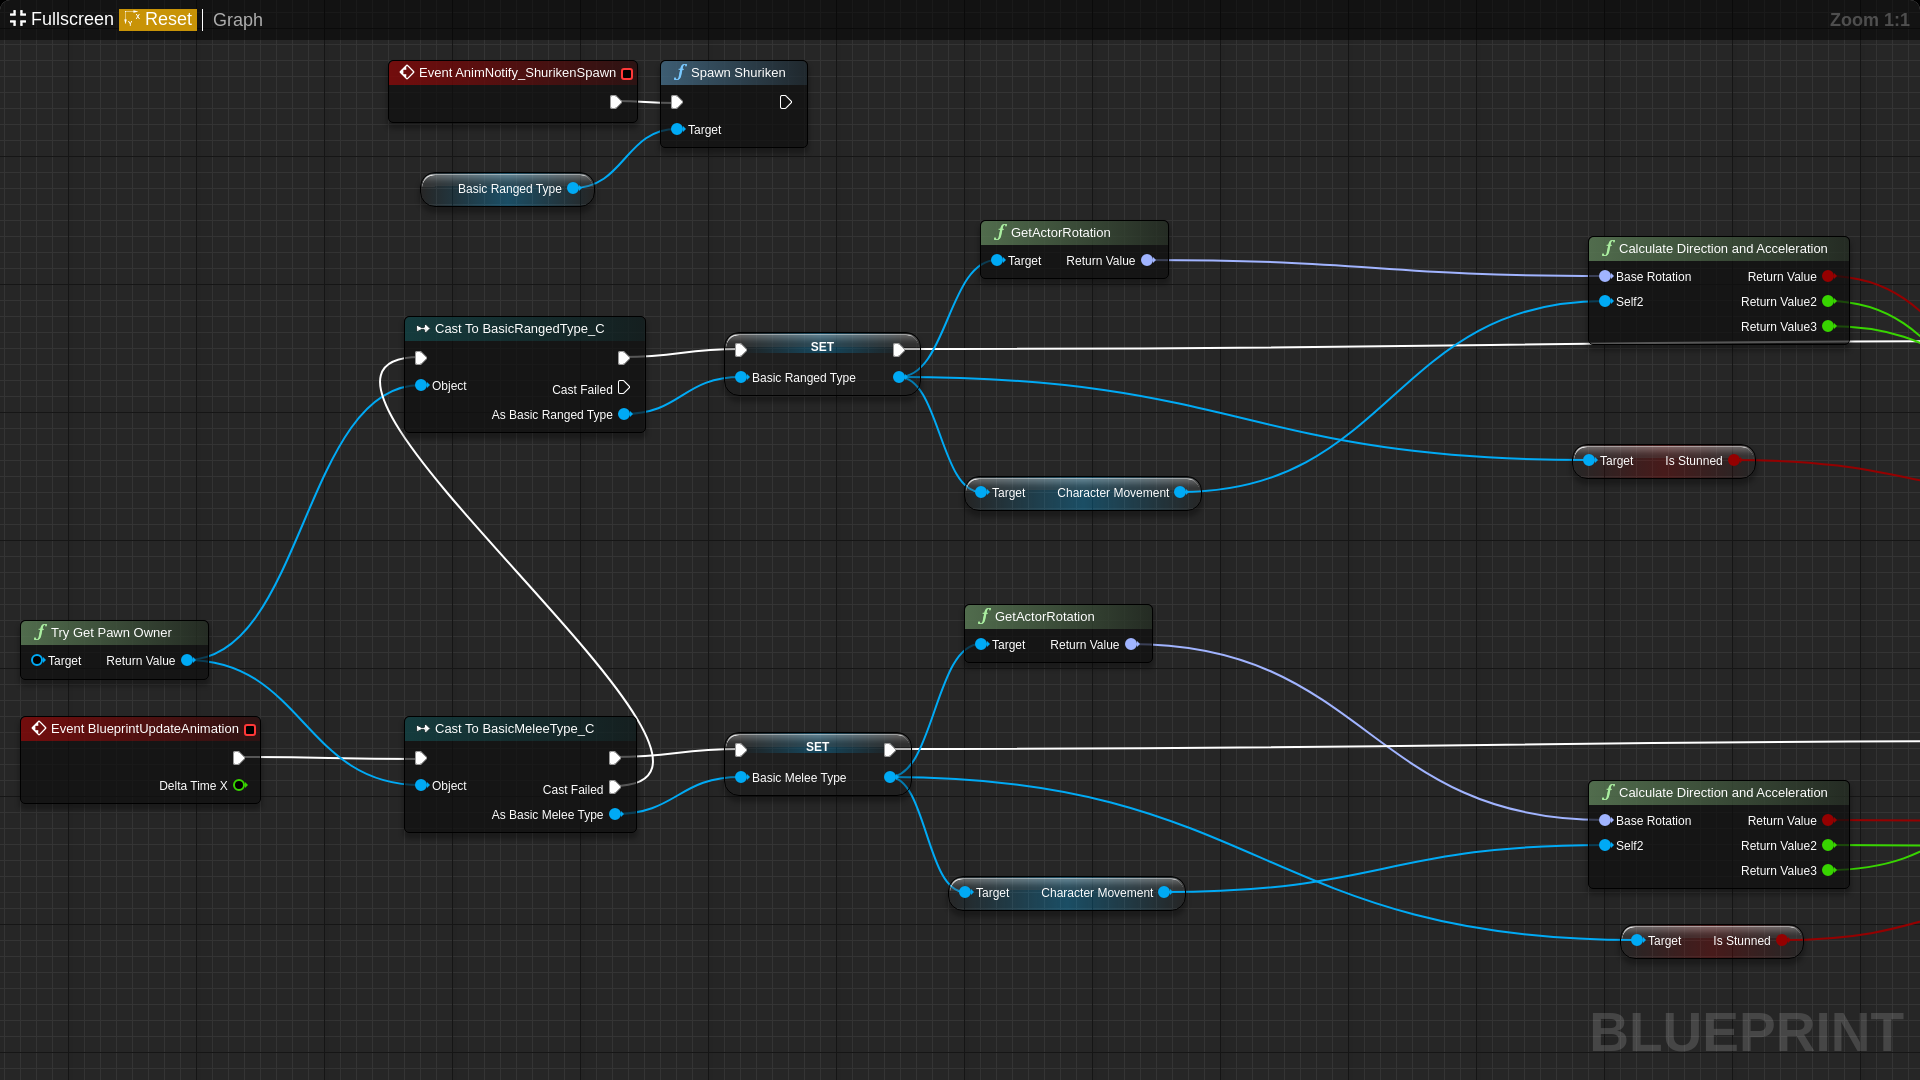 Fullscreen Reset Graph Zoom 1:1
Event AnimNotify_ShurikenSpawn
Spawn Shuriken
Target
Basic Ranged Type
GetActorRotation
Target Return Value
Calculate Direction and Acceleration
Base Rotation Return Value
Self2 Return Value2
Return Value3
Cast To BasicRangedType_C
Object
Cast Failed
As Basic Ranged Type
SET
Basic Ranged Type
Target Is Stunned
Target Character Movement
Try Get Pawn Owner
Target Return Value
GetActorRotation
Target Return Value
Event BlueprintUpdateAnimation
Delta Time X
Cast To BasicMeleeType_C
Object
Cast Failed
As Basic Melee Type
SET
Basic Melee Type
Calculate Direction and Acceleration
Base Rotation Return Value
Self2 Return Value2
Return Value3
Target Character Movement
Target Is Stunned
BLUEPRINT